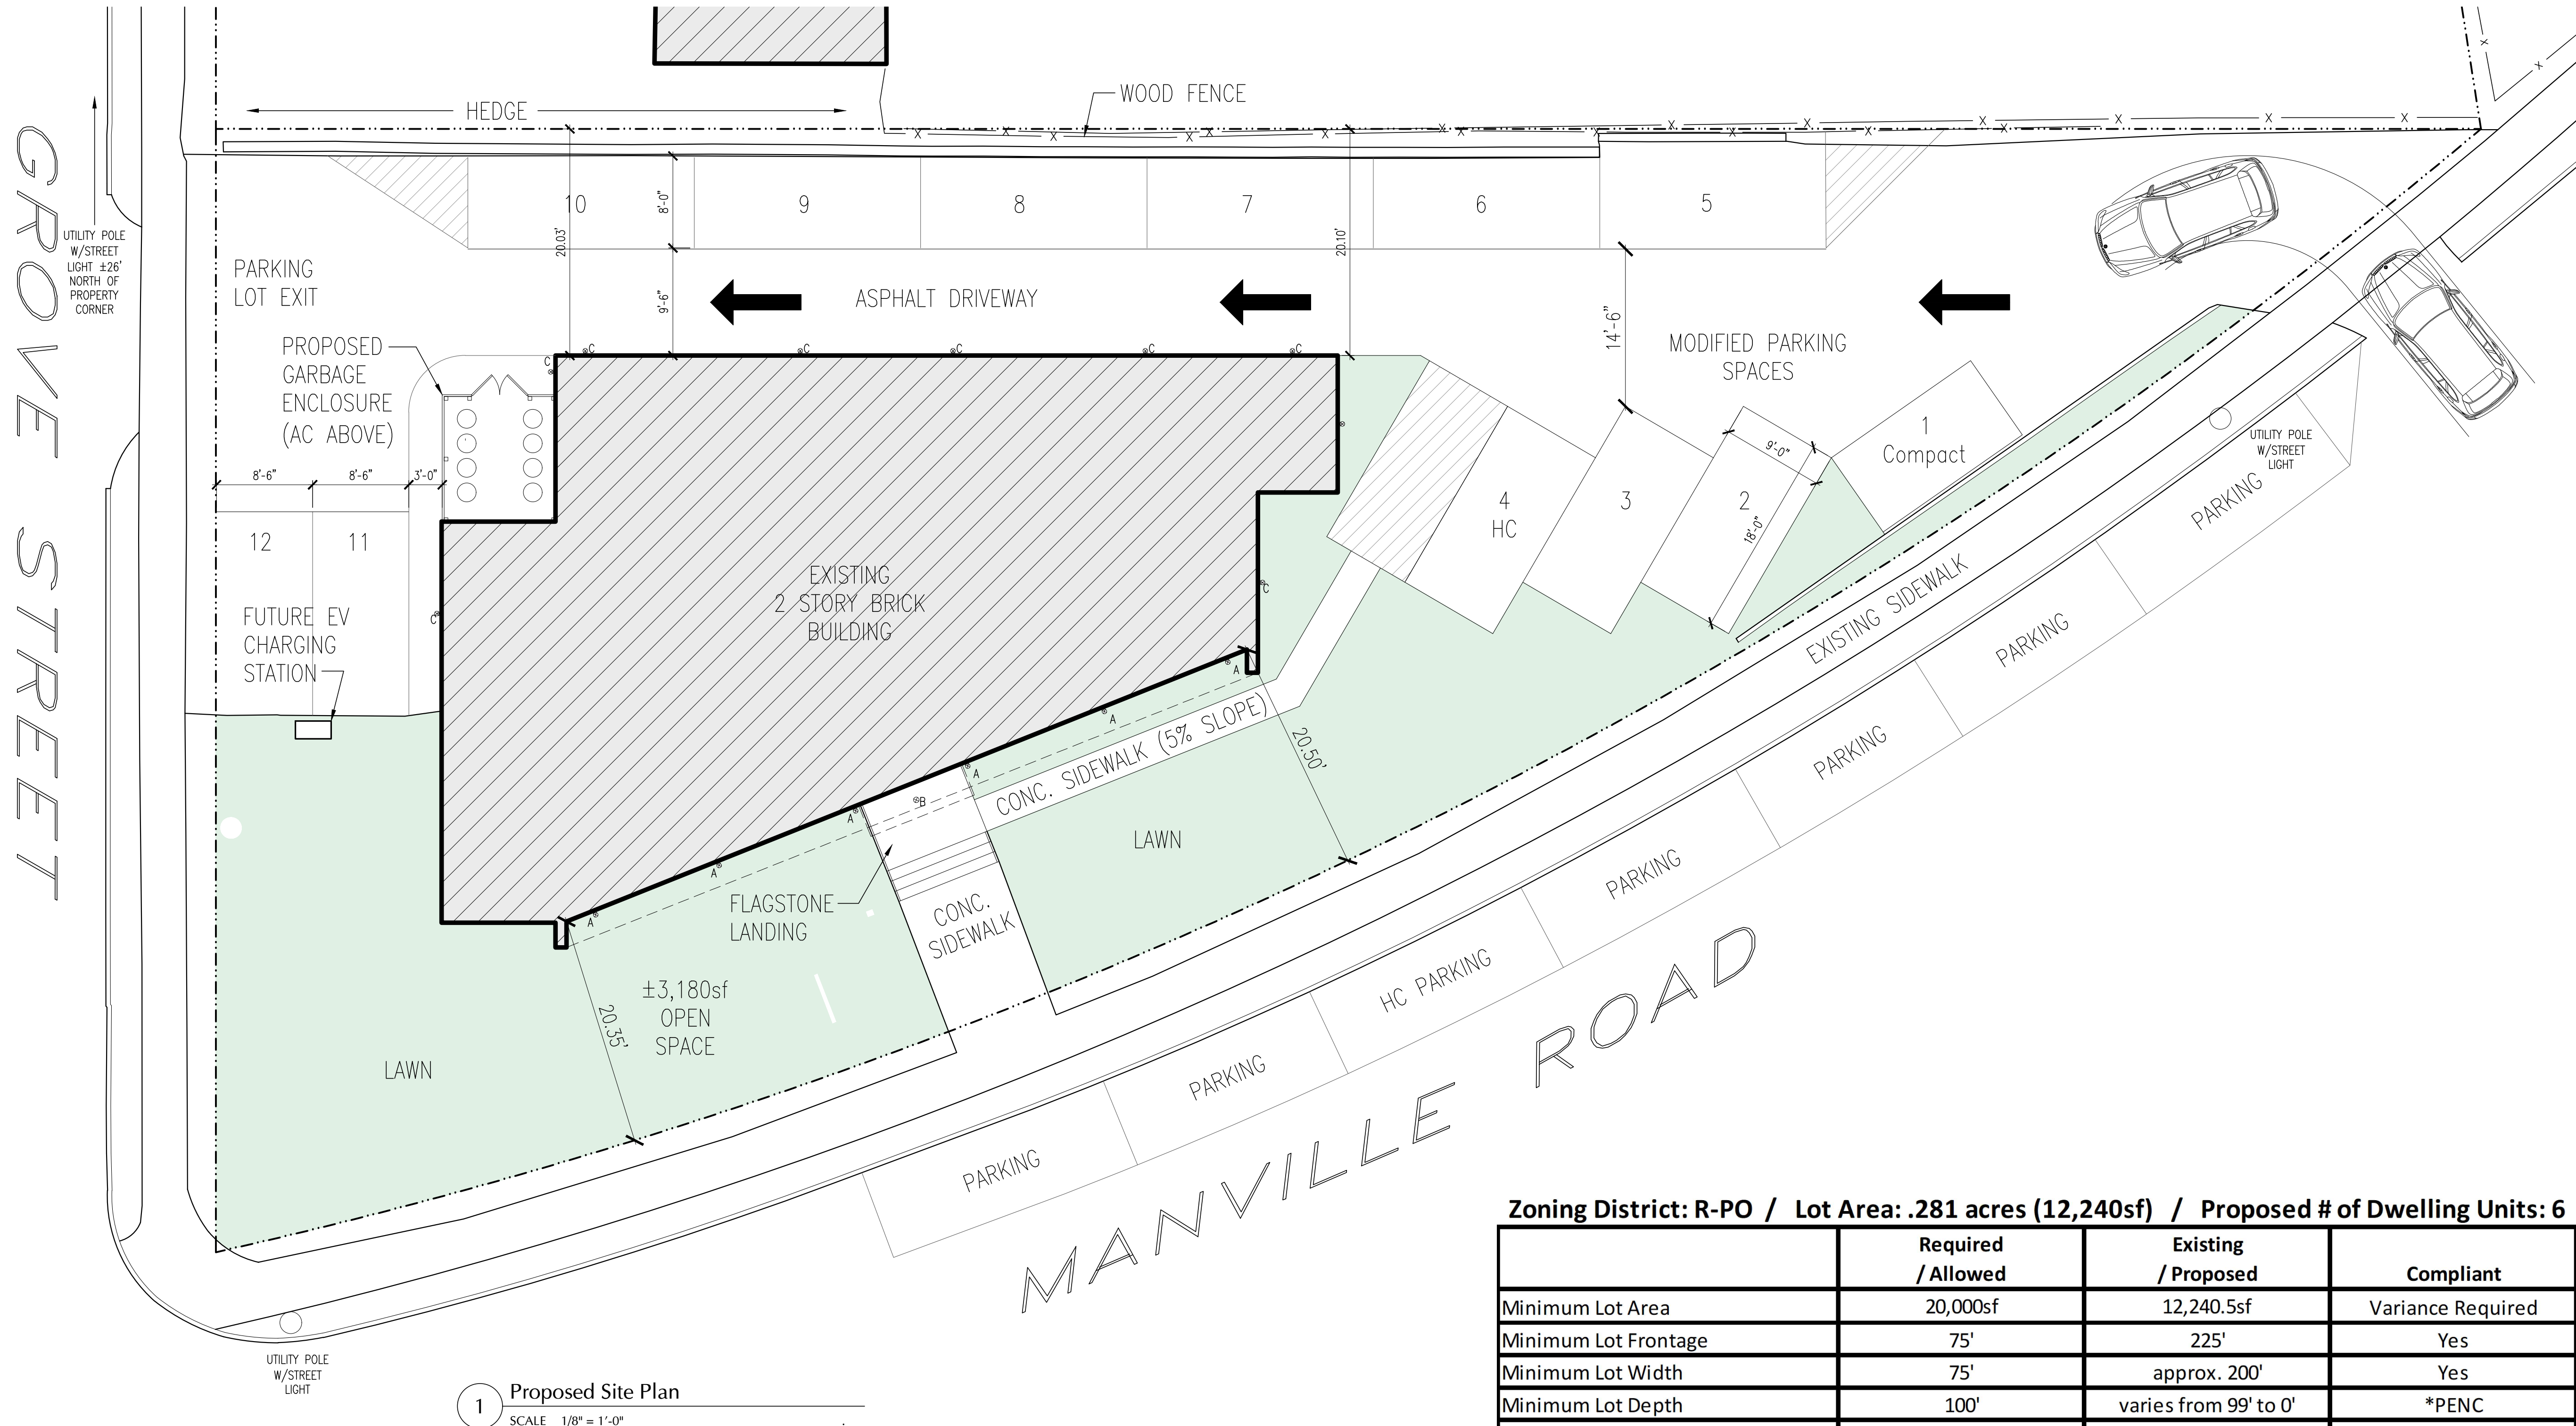 HEDGE
WOOD FENCE
GROVE STREET
UTILITY POLE
W/STREET
LIGHT ±26'
NORTH OF
PROPERTY
CORNER
10
9
8
7
6
5
8'-0"
20.03'
20.10'
PARKING
LOT EXIT
9'-6"
ASPHALT DRIVEWAY
14'-6"
MODIFIED PARKING
SPACES
PROPOSED
GARBAGE
ENCLOSURE
(AC ABOVE)
C
C
C
C
C
C
8'-6"
8'-6"
3'-0"
12
11
1
Compact
9'-0"
2
18'-0"
3
4
HC
UTILITY POLE
W/STREET
LIGHT
EXISTING
2 STORY BRICK
BUILDING
C
C
FUTURE EV
CHARGING
STATION
A
A
A
B
A
A
A
CONC. SIDEWALK (5% SLOPE)
20.50'
EXISTING SIDEWALK
PARKING
PARKING
PARKING
PARKING
HC PARKING
PARKING
PARKING
LAWN
FLAGSTONE
LANDING
CONC.
SIDEWALK
±3,180sf
OPEN
SPACE
20.35'
LAWN
MANVILLE ROAD
UTILITY POLE
W/STREET
LIGHT
1
Proposed Site Plan
SCALE 1/8" = 1'-0"
Zoning District: R-PO / Lot Area: .281 acres (12,240sf) / Proposed # of Dwelling Units: 6
Required / Allowed Existing / Proposed Compliant
Minimum Lot Area 20,000sf 12,240.5sf Variance Required
Minimum Lot Frontage 75' 225' Yes
Minimum Lot Width 75' approx. 200' Yes
Minimum Lot Depth 100' varies from 99' to 0' *PENC